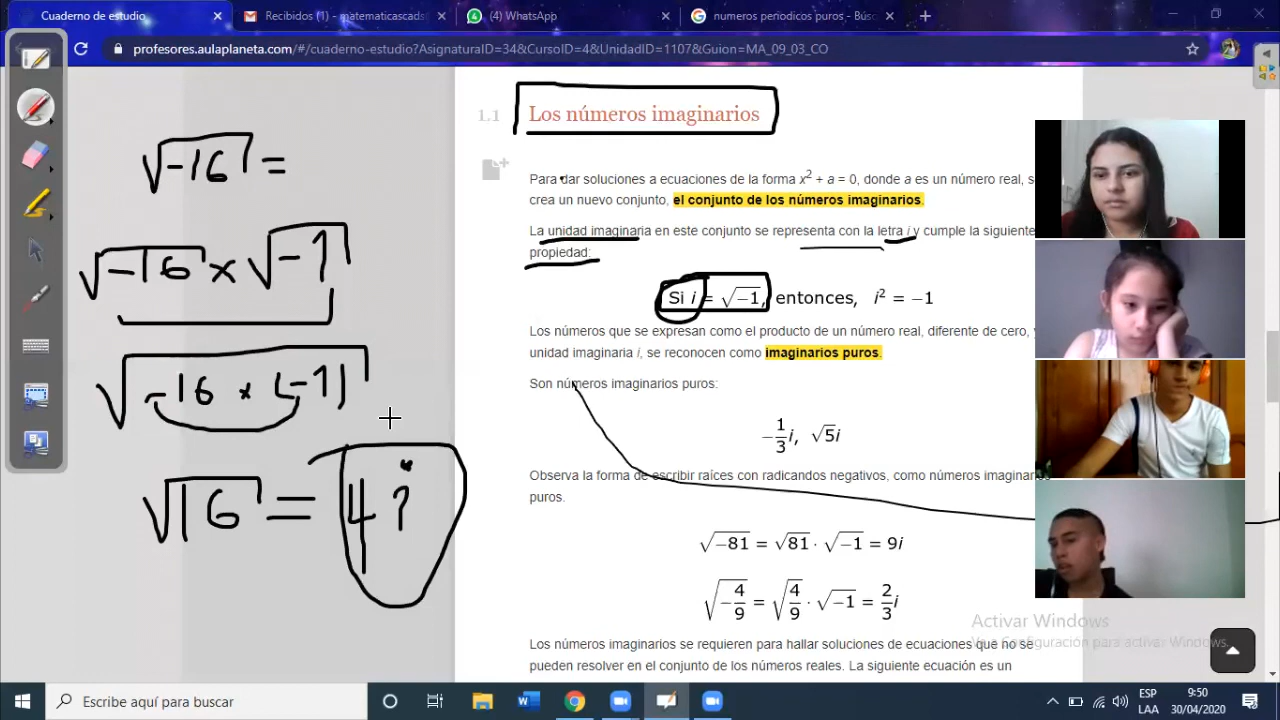 Cuaderno de estudio
Recibidos (1) - matematicascads
(4) WhatsApp
numeros periodicos puros - Bús
profesores.aulaplaneta.com/#/cuaderno-estudio?AsignaturaID=34&CursoID=4&UnidadID=1107&Guion=MA_09_03_CO
1.1 Los números imaginarios
Para dar soluciones a ecuaciones de la forma x² + a = 0, donde a es un número real, s
crea un nuevo conjunto, el conjunto de los números imaginarios.
La unidad imaginaria en este conjunto se representa con la letra i y cumple la siguiente
propiedad:
Si i = √-1, entonces, i² = -1
Los números que se expresan como el producto de un número real, diferente de cero, y
unidad imaginaria i, se reconocen como imaginarios puros.
Son números imaginarios puros:
-1/3 i, √5i
Observa la forma de escribir raíces con radicandos negativos, como números imaginarios
puros.
√-81 = √81 · √-1 = 9i
√-4/9 = √4/9 · √-1 = 2/3 i
Los números imaginarios se requieren para hallar soluciones de ecuaciones que no se
pueden resolver en el conjunto de los números reales. La siguiente ecuación es un
√-16 =
√-16 x √-1
√-16 x (-1)
√16 = 4 i
Activar Windows
Ve a Configuración para activar Windows.
Escribe aquí para buscar
ESP
LAA
9:50
30/04/2020